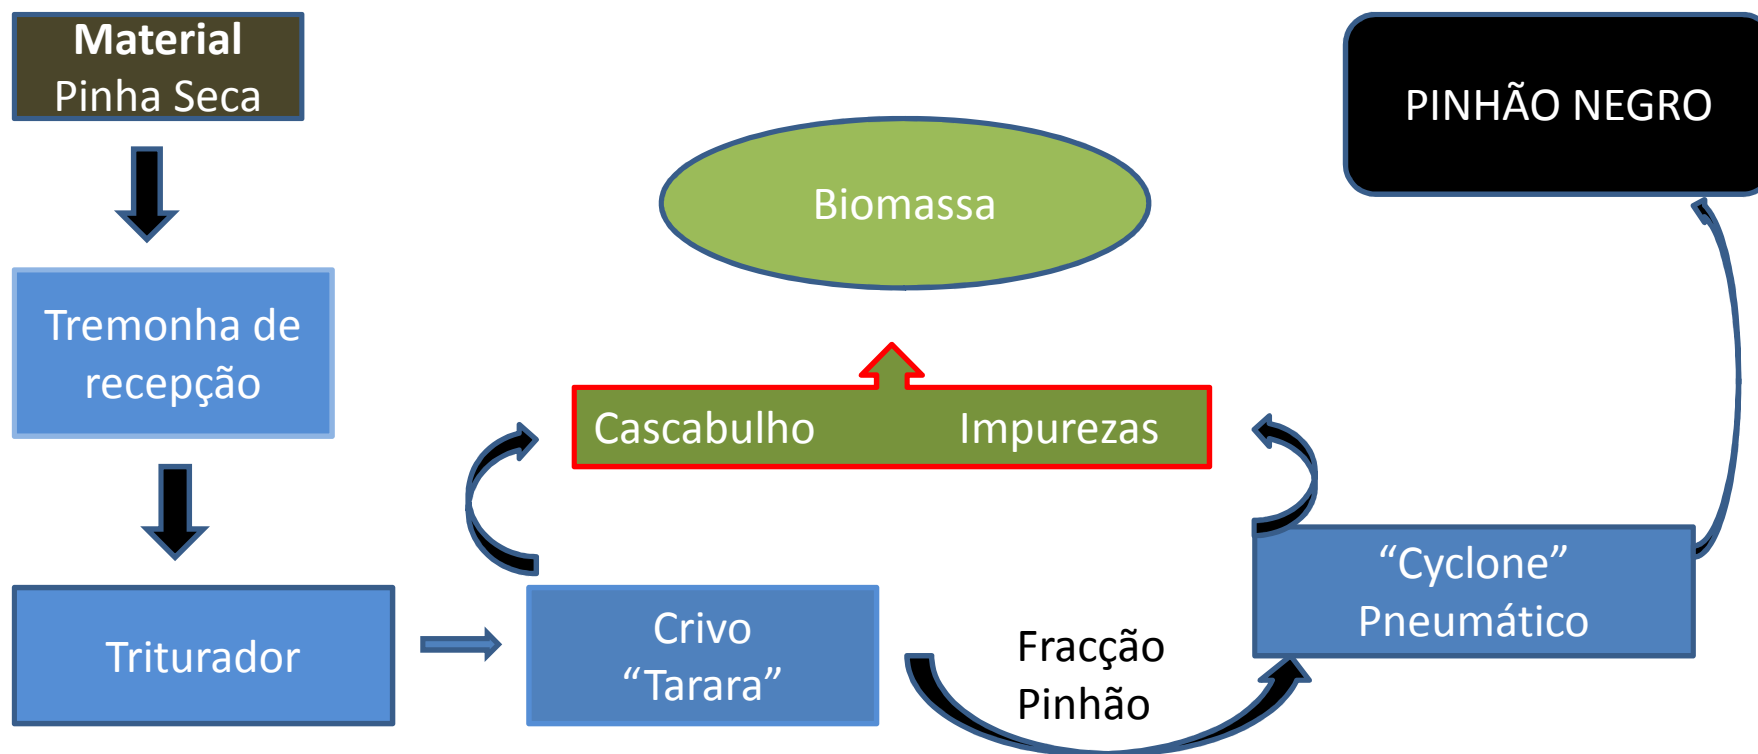 Material
Pinha Seca
PINHÃO NEGRO
Biomassa
Tremonha de
recepção
Cascabulho Impurezas
“Cyclone”
Pneumático
Crivo
“Tarara”
Triturador
Fracção
Pinhão